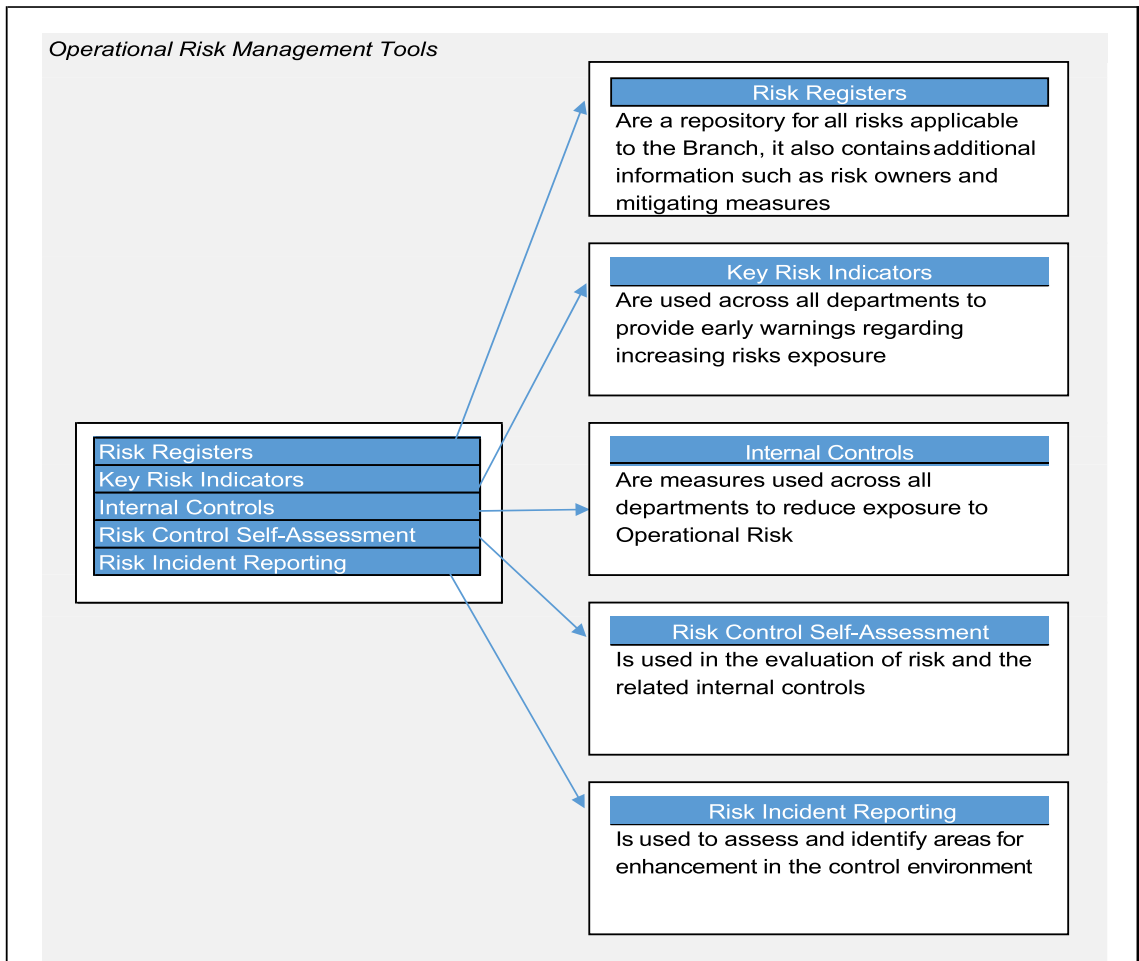 Operational Risk Management Tools
Risk Registers
Key Risk Indicators
Internal Controls
Risk Control Self-Assessment
Risk Incident Reporting
Risk Registers
Are a repository for all risks applicable
to the Branch, it also contains additional
information such as risk owners and
mitigating measures
Key Risk Indicators
Are used across all departments to
provide early warnings regarding
increasing risks exposure
Internal Controls
Are measures used across all
departments to reduce exposure to
Operational Risk
Risk Control Self-Assessment
Is used in the evaluation of risk and the
related internal controls
Risk Incident Reporting
Is used to assess and identify areas for
enhancement in the control environment